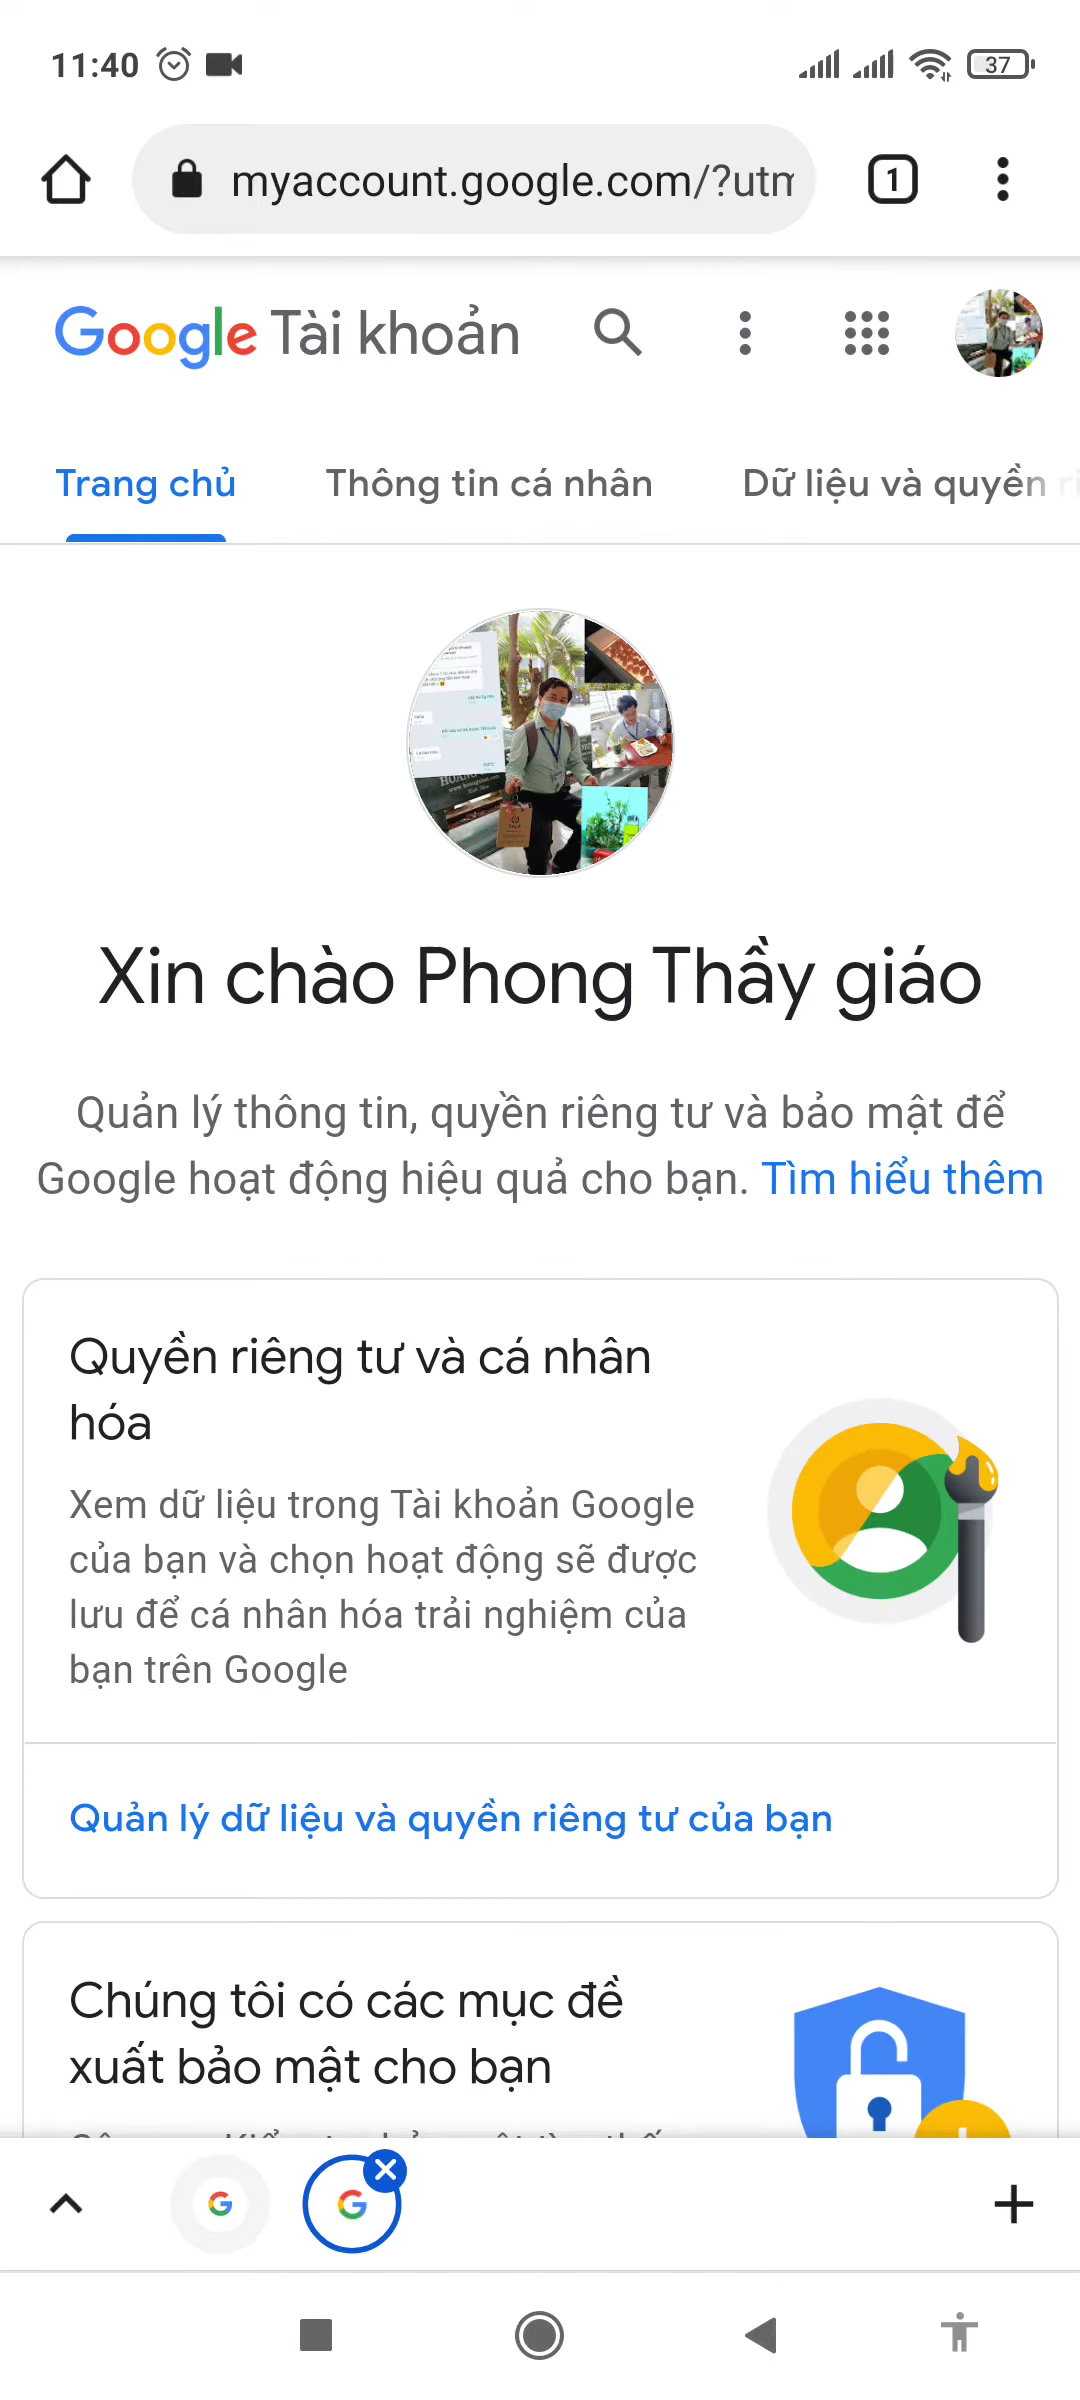 11:40
37
myaccount.google.com/?utm
1
Google Tài khoản
Trang chủ
Thông tin cá nhân
Dữ liệu và quyền
Xin chào Phong Thầy giáo
Quản lý thông tin, quyền riêng tư và bảo mật để
Google hoạt động hiệu quả cho bạn. Tìm hiểu thêm
Quyền riêng tư và cá nhân
hóa
Xem dữ liệu trong Tài khoản Google
của bạn và chọn hoạt động sẽ được
lưu để cá nhân hóa trải nghiệm của
bạn trên Google
Quản lý dữ liệu và quyền riêng tư của bạn
Chúng tôi có các mục đề
xuất bảo mật cho bạn